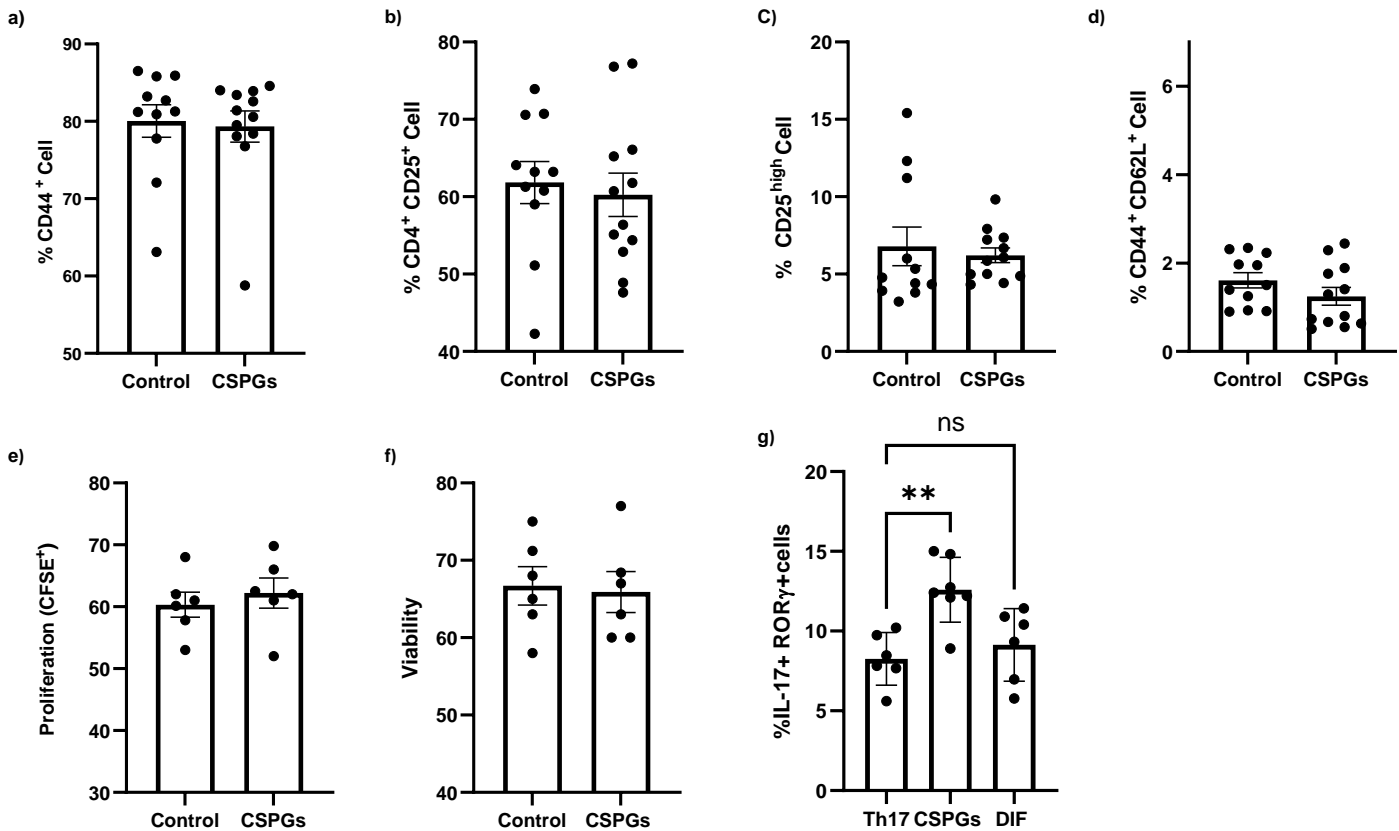 a)
% CD44 + Cell
90
80
70
60
50
Control CSPGs
b)
% CD4+ CD25+ Cell
80
70
60
50
40
Control CSPGs
C)
% CD25 high Cell
20
15
10
5
0
Control CSPGs
d)
% CD44+ CD62L+ Cell
6
4
2
0
Control CSPGs
e)
Proliferation (CFSE+)
80
70
60
50
40
30
Control CSPGs
f)
Viability
80
70
60
50
40
Control CSPGs
g)
ns
**
%IL-17+ RORγ+cells
20
15
10
5
0
Th17 CSPGs DIF